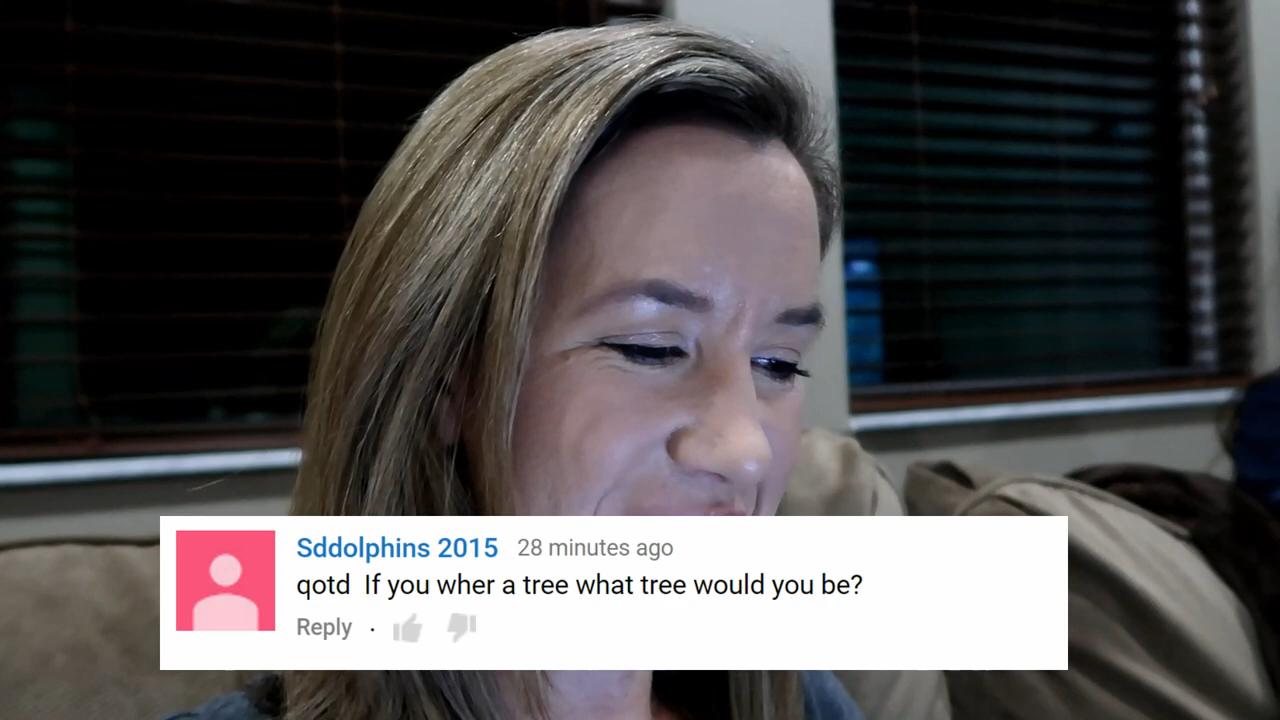 Sddolphins 2015 28 minutes ago
qotd  If you wher a tree what tree would you be?
Reply ·